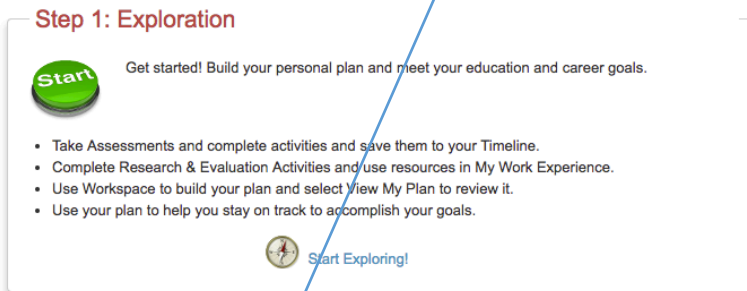 Step 1: Exploration
Start
Get started! Build your personal plan and meet your education and career goals.
Take Assessments and complete activities and save them to your Timeline.
Complete Research & Evaluation Activities and use resources in My Work Experience.
Use Workspace to build your plan and select View My Plan to review it.
Use your plan to help you stay on track to accomplish your goals.
Start Exploring!